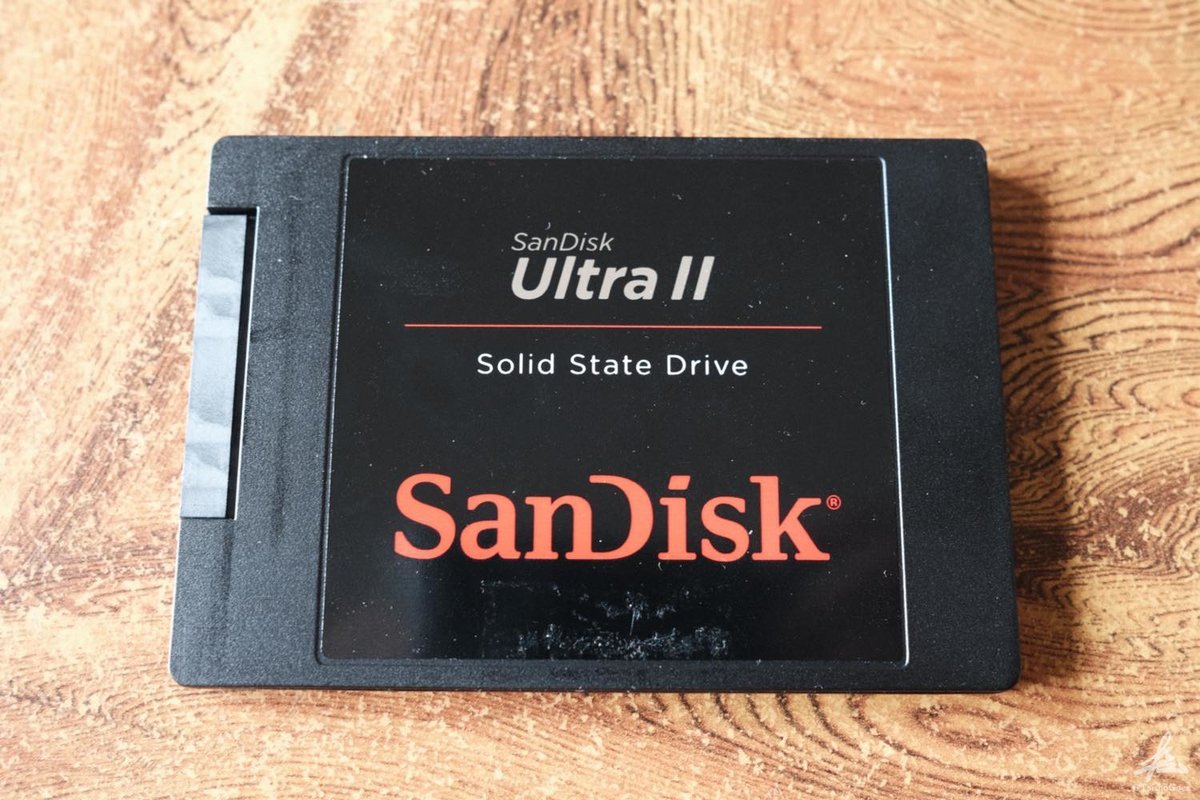 SanDisk
Ultra II
Solid State Drive
SanDisk®